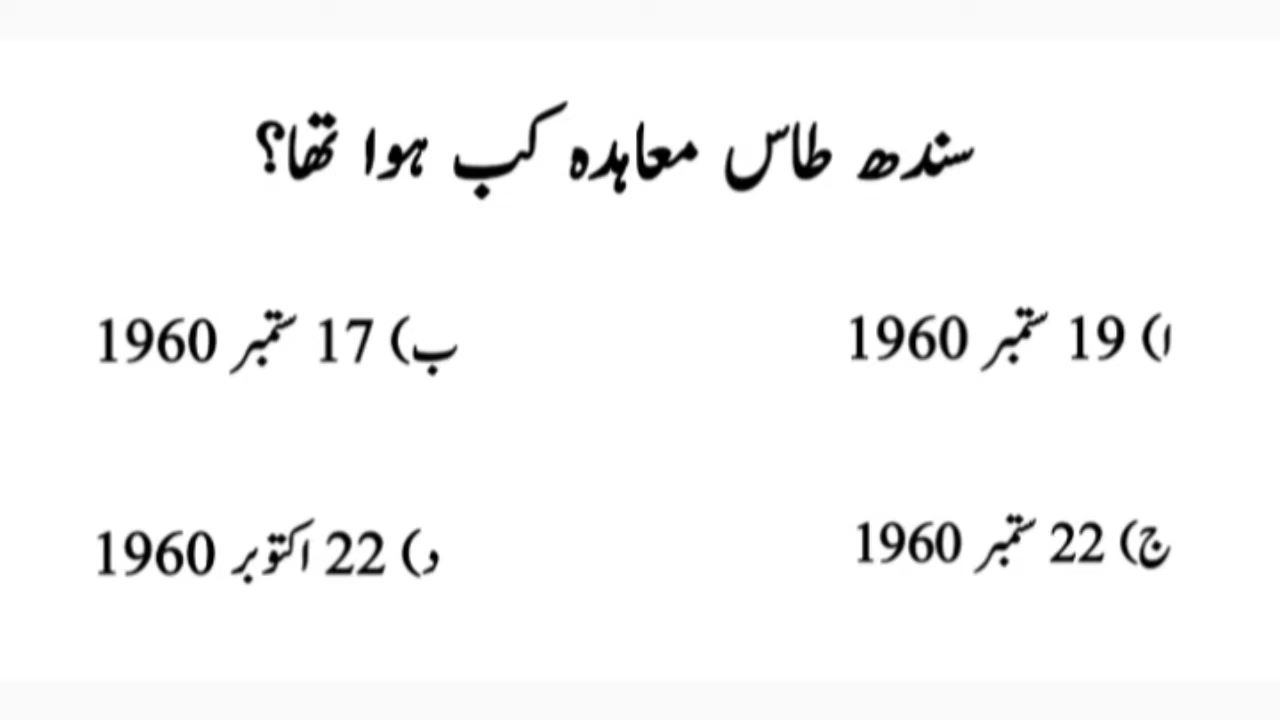 سندھ طاس معاہدہ کب ہوا تھا؟
ا) 19 ستمبر 1960
ب) 17 ستمبر 1960
ج) 22 ستمبر 1960
د) 22 اکتوبر 1960